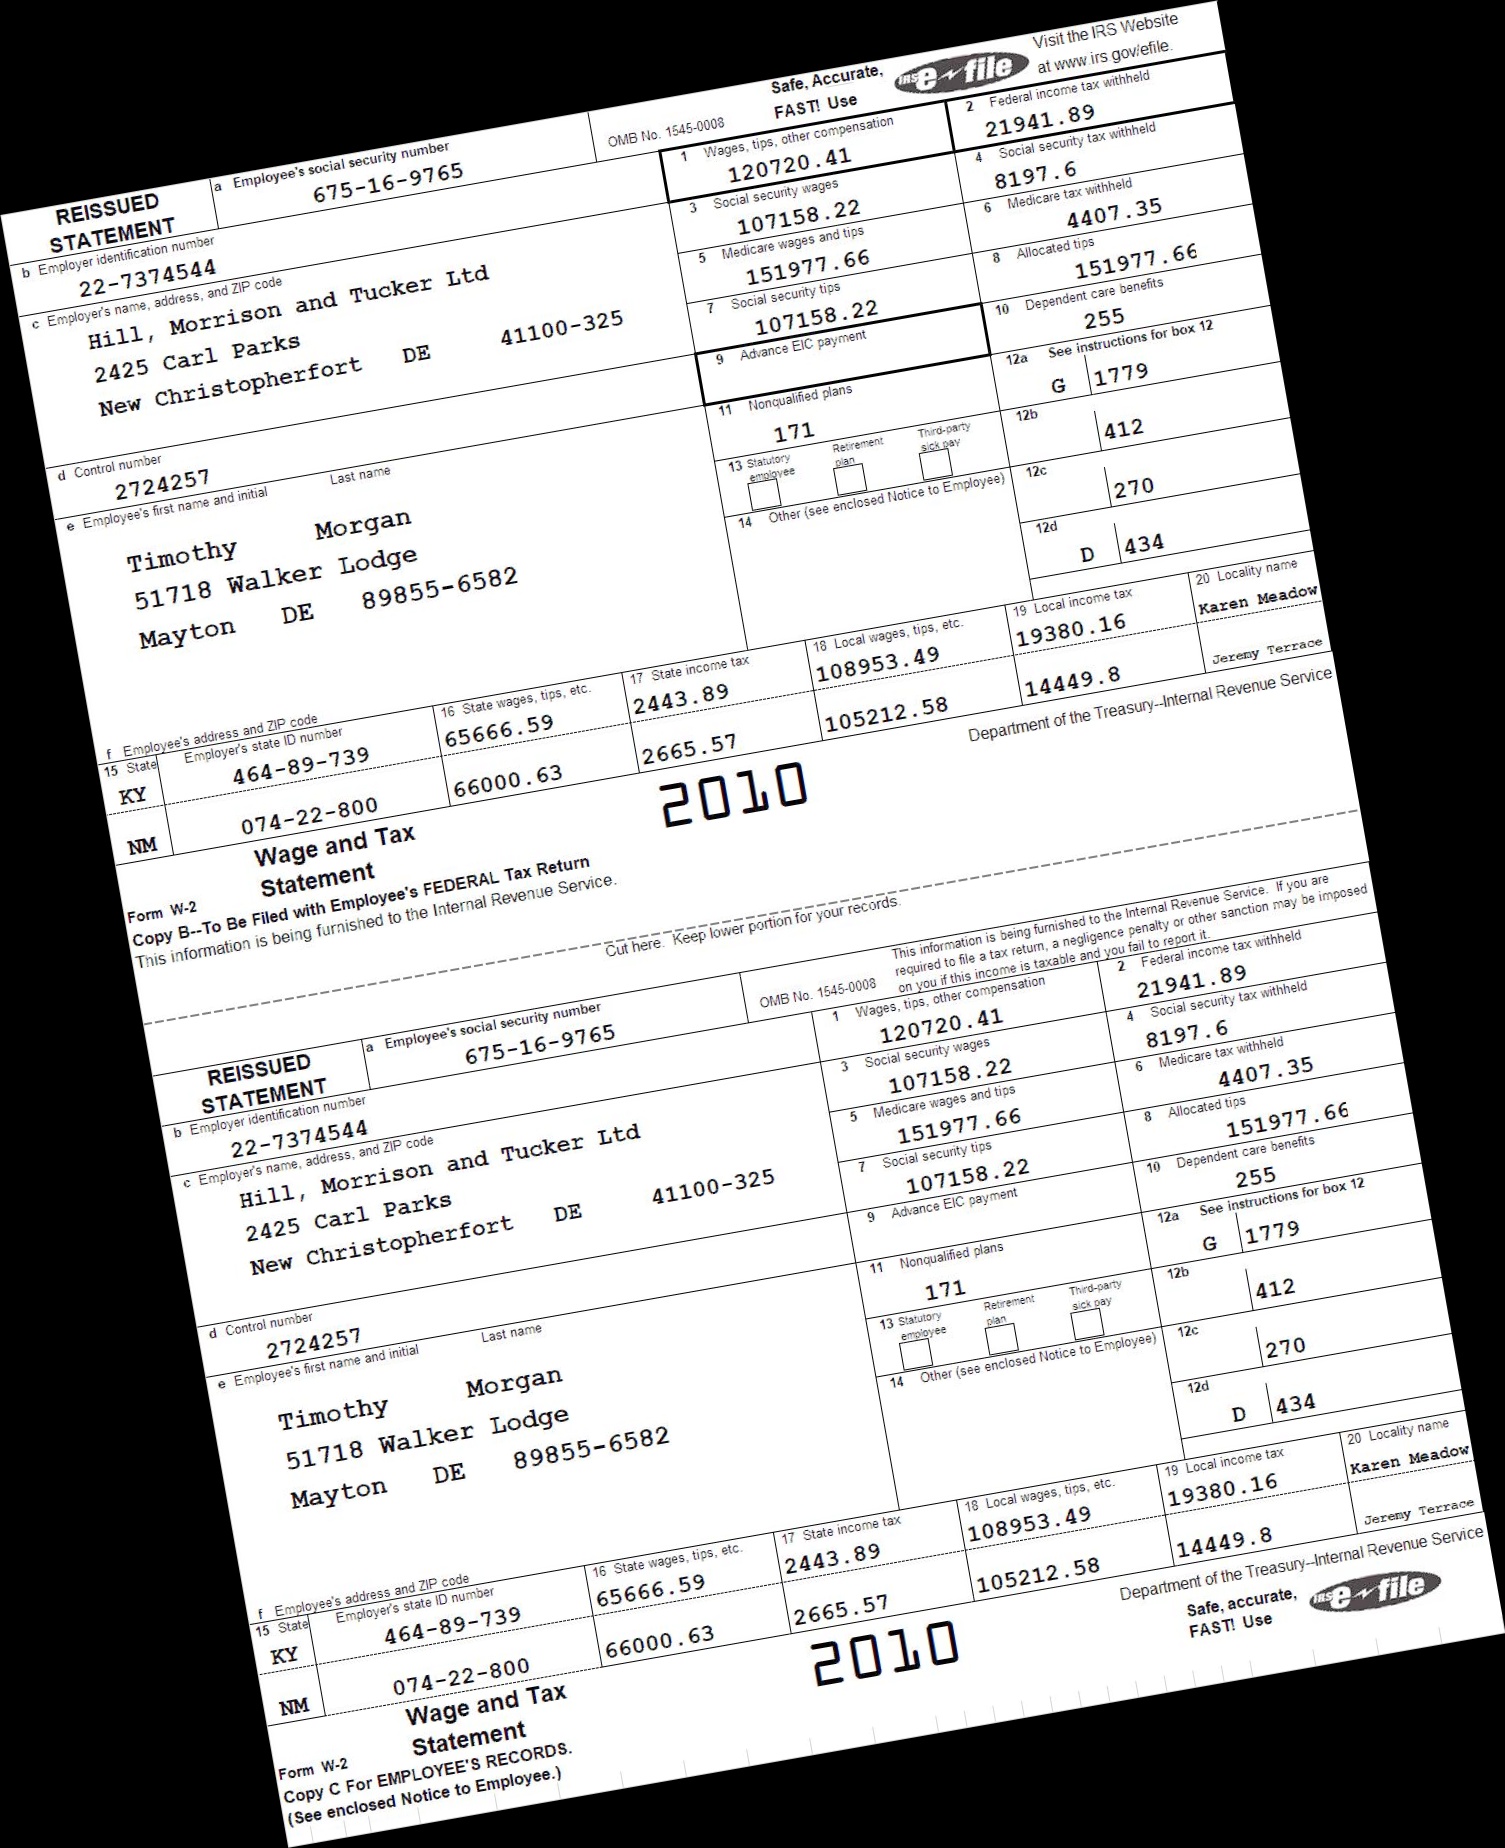 Visit the IRS Website
at www.irs.gov/efile.
Safe, Accurate,
FAST! Use
IRS e-file
OMB No. 1545-0008
REISSUED
STATEMENT
a Employee's social security number
675-16-9765
1 Wages, tips, other compensation
120720.41
2 Federal income tax withheld
21941.89
3 Social security wages
107158.22
4 Social security tax withheld
8197.6
b Employer identification number
22-7374544
5 Medicare wages and tips
151977.66
6 Medicare tax withheld
4407.35
c Employer's name, address, and ZIP code
Hill, Morrison and Tucker Ltd
2425 Carl Parks
New Christopherfort DE 41100-325
7 Social security tips
107158.22
8 Allocated tips
151977.66
9 Advance EIC payment
10 Dependent care benefits
255
11 Nonqualified plans
171
12a See instructions for box 12
G 1779
12b
412
12c
270
12d
D 434
13 Statutory employee
Retirement plan
Third-party sick pay
14 Other (see enclosed Notice to Employee)
d Control number
2724257
e Employee's first name and initial Last name
Timothy Morgan
51718 Walker Lodge
Mayton DE 89855-6582
f Employee's address and ZIP code
15 State Employer's state ID number
16 State wages, tips, etc.
17 State income tax
18 Local wages, tips, etc.
19 Local income tax
20 Locality name
KY 464-89-739 65666.59 2443.89 108953.49 19380.16 Karen Meadow
NM 074-22-800 66000.63 2665.57 105212.58 14449.8 Jeremy Terrace
Form W-2
Wage and Tax
Statement
2010
Department of the Treasury--Internal Revenue Service
Copy B--To Be Filed with Employee's FEDERAL Tax Return
This information is being furnished to the Internal Revenue Service.
Cut here. Keep lower portion for your records.
This information is being furnished to the Internal Revenue Service. If you are
required to file a tax return, a negligence penalty or other sanction may be imposed
on you if this income is taxable and you fail to report it.
OMB No. 1545-0008
REISSUED
STATEMENT
a Employee's social security number
675-16-9765
1 Wages, tips, other compensation
120720.41
2 Federal income tax withheld
21941.89
3 Social security wages
107158.22
4 Social security tax withheld
8197.6
b Employer identification number
22-7374544
5 Medicare wages and tips
151977.66
6 Medicare tax withheld
4407.35
c Employer's name, address, and ZIP code
Hill, Morrison and Tucker Ltd
2425 Carl Parks
New Christopherfort DE 41100-325
7 Social security tips
107158.22
8 Allocated tips
151977.66
9 Advance EIC payment
10 Dependent care benefits
255
11 Nonqualified plans
171
12a See instructions for box 12
G 1779
12b
412
12c
270
12d
D 434
13 Statutory employee
Retirement plan
Third-party sick pay
14 Other (see enclosed Notice to Employee)
d Control number
2724257
e Employee's first name and initial Last name
Timothy Morgan
51718 Walker Lodge
Mayton DE 89855-6582
f Employee's address and ZIP code
15 State Employer's state ID number
16 State wages, tips, etc.
17 State income tax
18 Local wages, tips, etc.
19 Local income tax
20 Locality name
KY 464-89-739 65666.59 2443.89 108953.49 19380.16 Karen Meadow
NM 074-22-800 66000.63 2665.57 105212.58 14449.8 Jeremy Terrace
Form W-2
Wage and Tax
Statement
2010
Department of the Treasury--Internal Revenue Service
Safe, accurate,
FAST! Use
IRS e-file
Copy C For EMPLOYEE'S RECORDS.
(See enclosed Notice to Employee.)